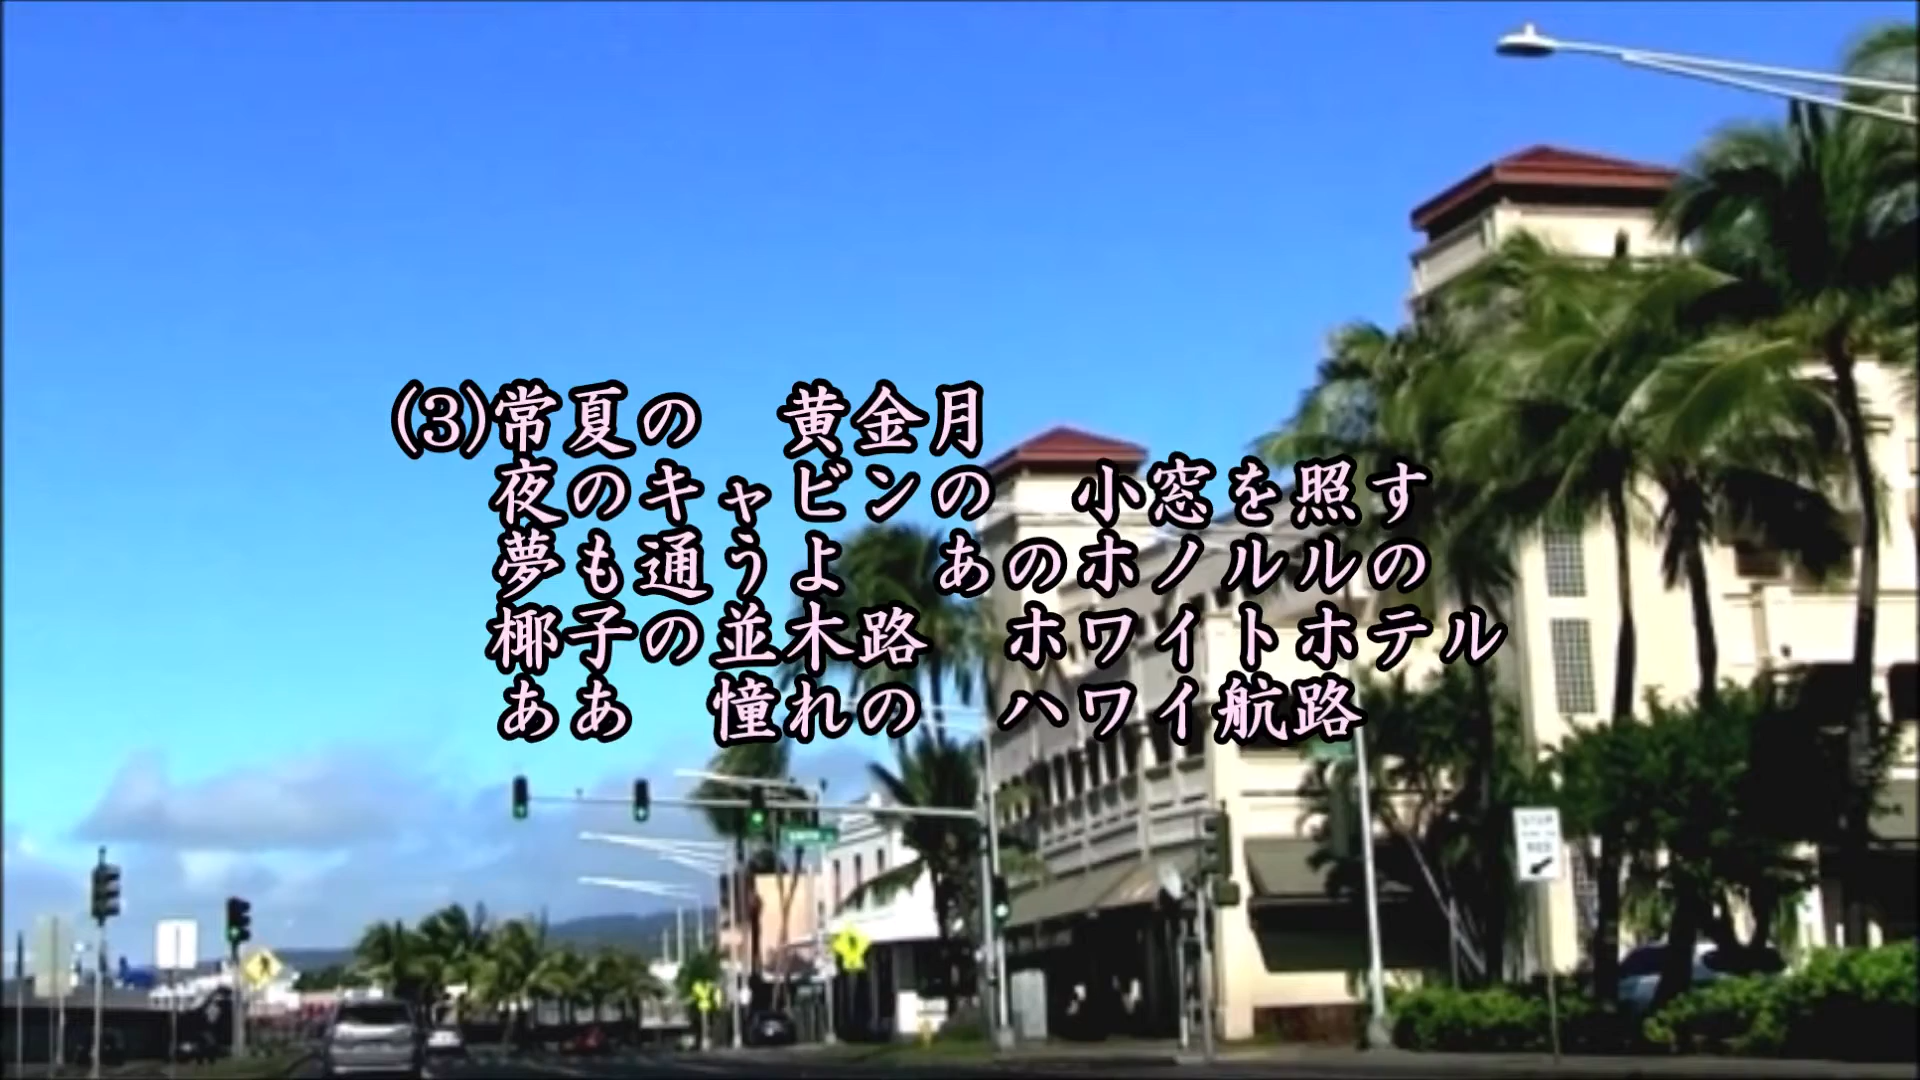 (3)常夏の　黄金月
夜のキャビンの　小窓を照す
夢も通うよ　あのホノルルの
椰子の並木路　ホワイトホテル
ああ　憧れの　ハワイ航路